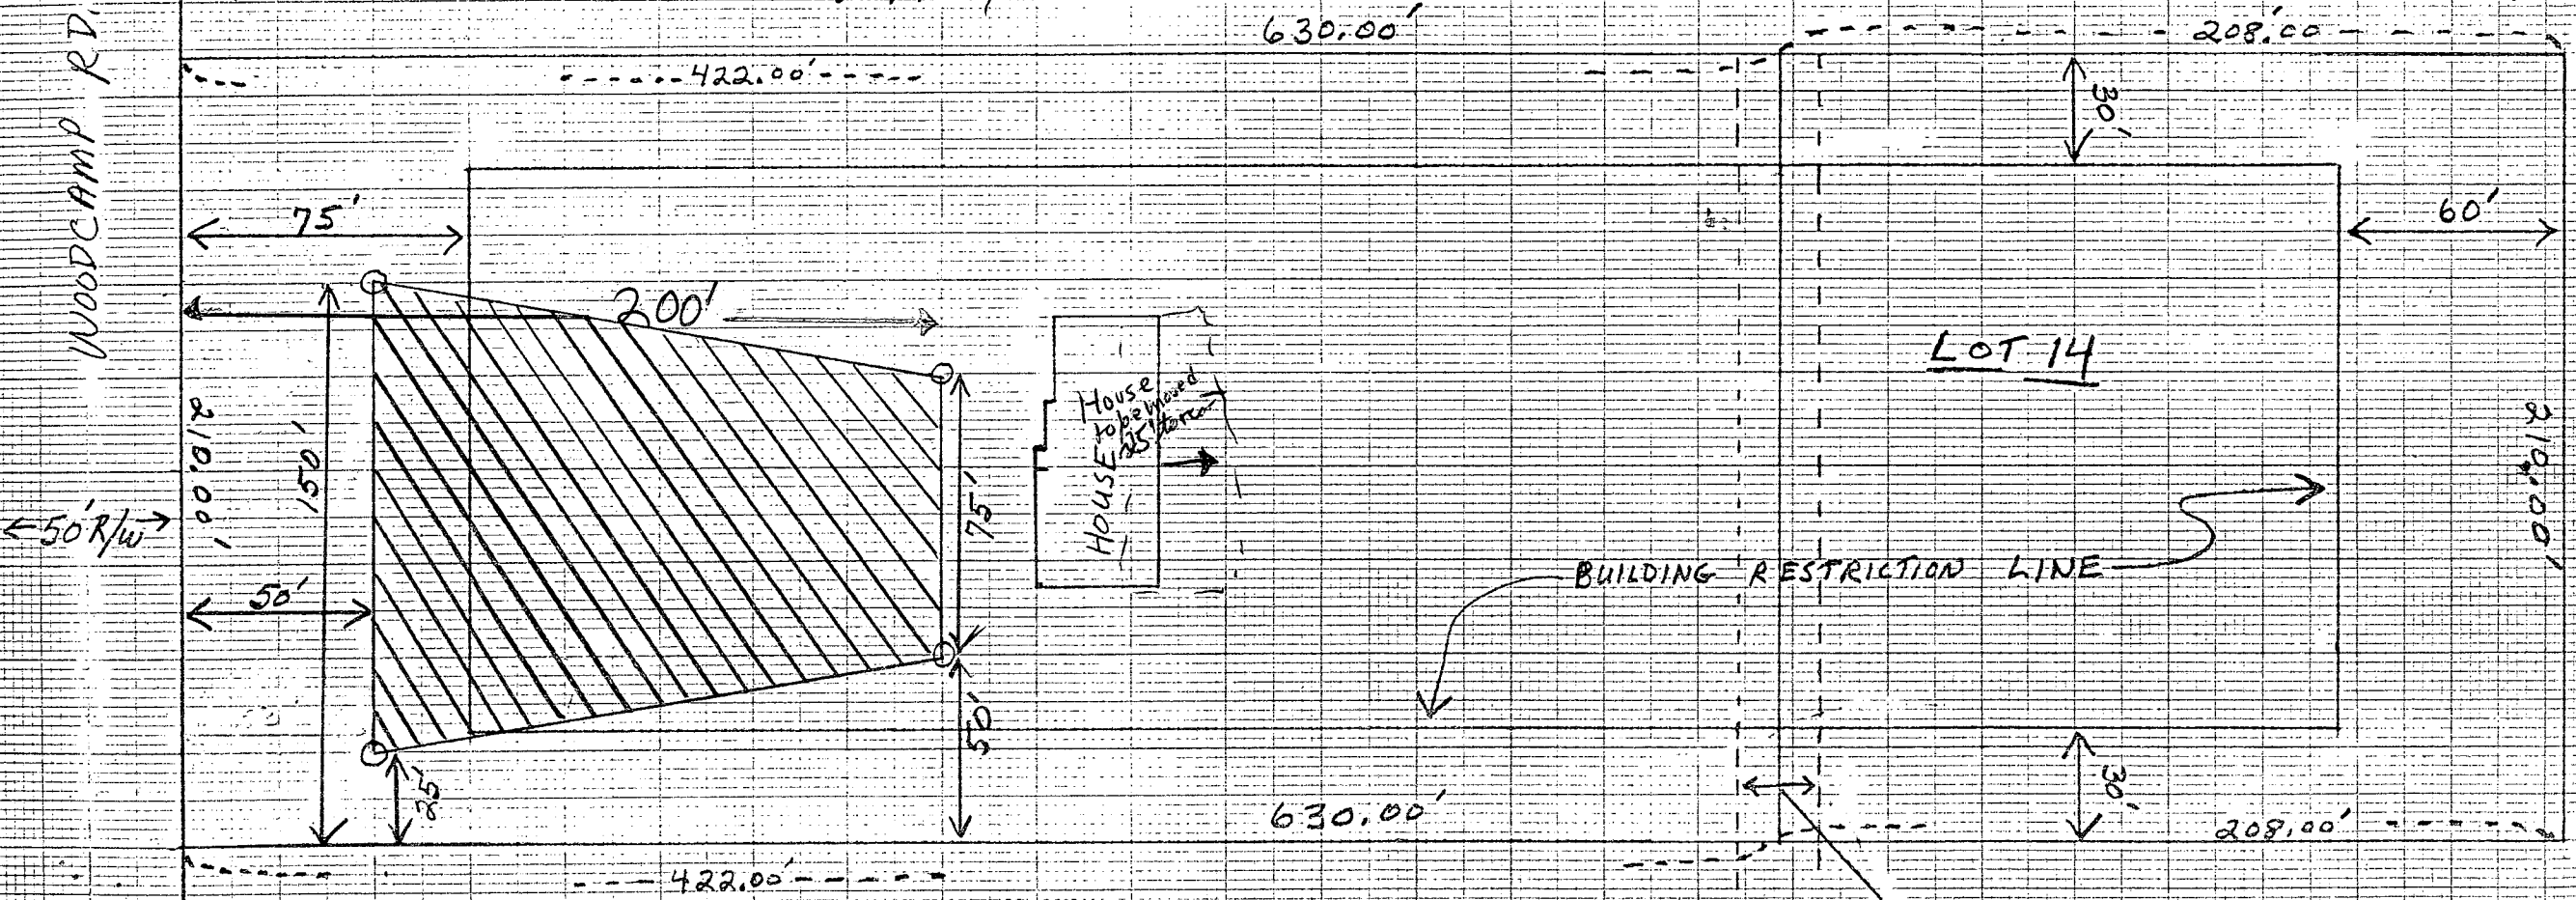 630.00'
208.00
422.00'
WOODCAMP RD.
30'
75'
60'
200'
LOT 14
House
to be moved
25' to rear
HOUSE
210.00'
150'
75'
210.00'
←50' R/W→
BUILDING RESTRICTION LINE
50'
50'
25'
30'
630.00'
208.00'
422.00'